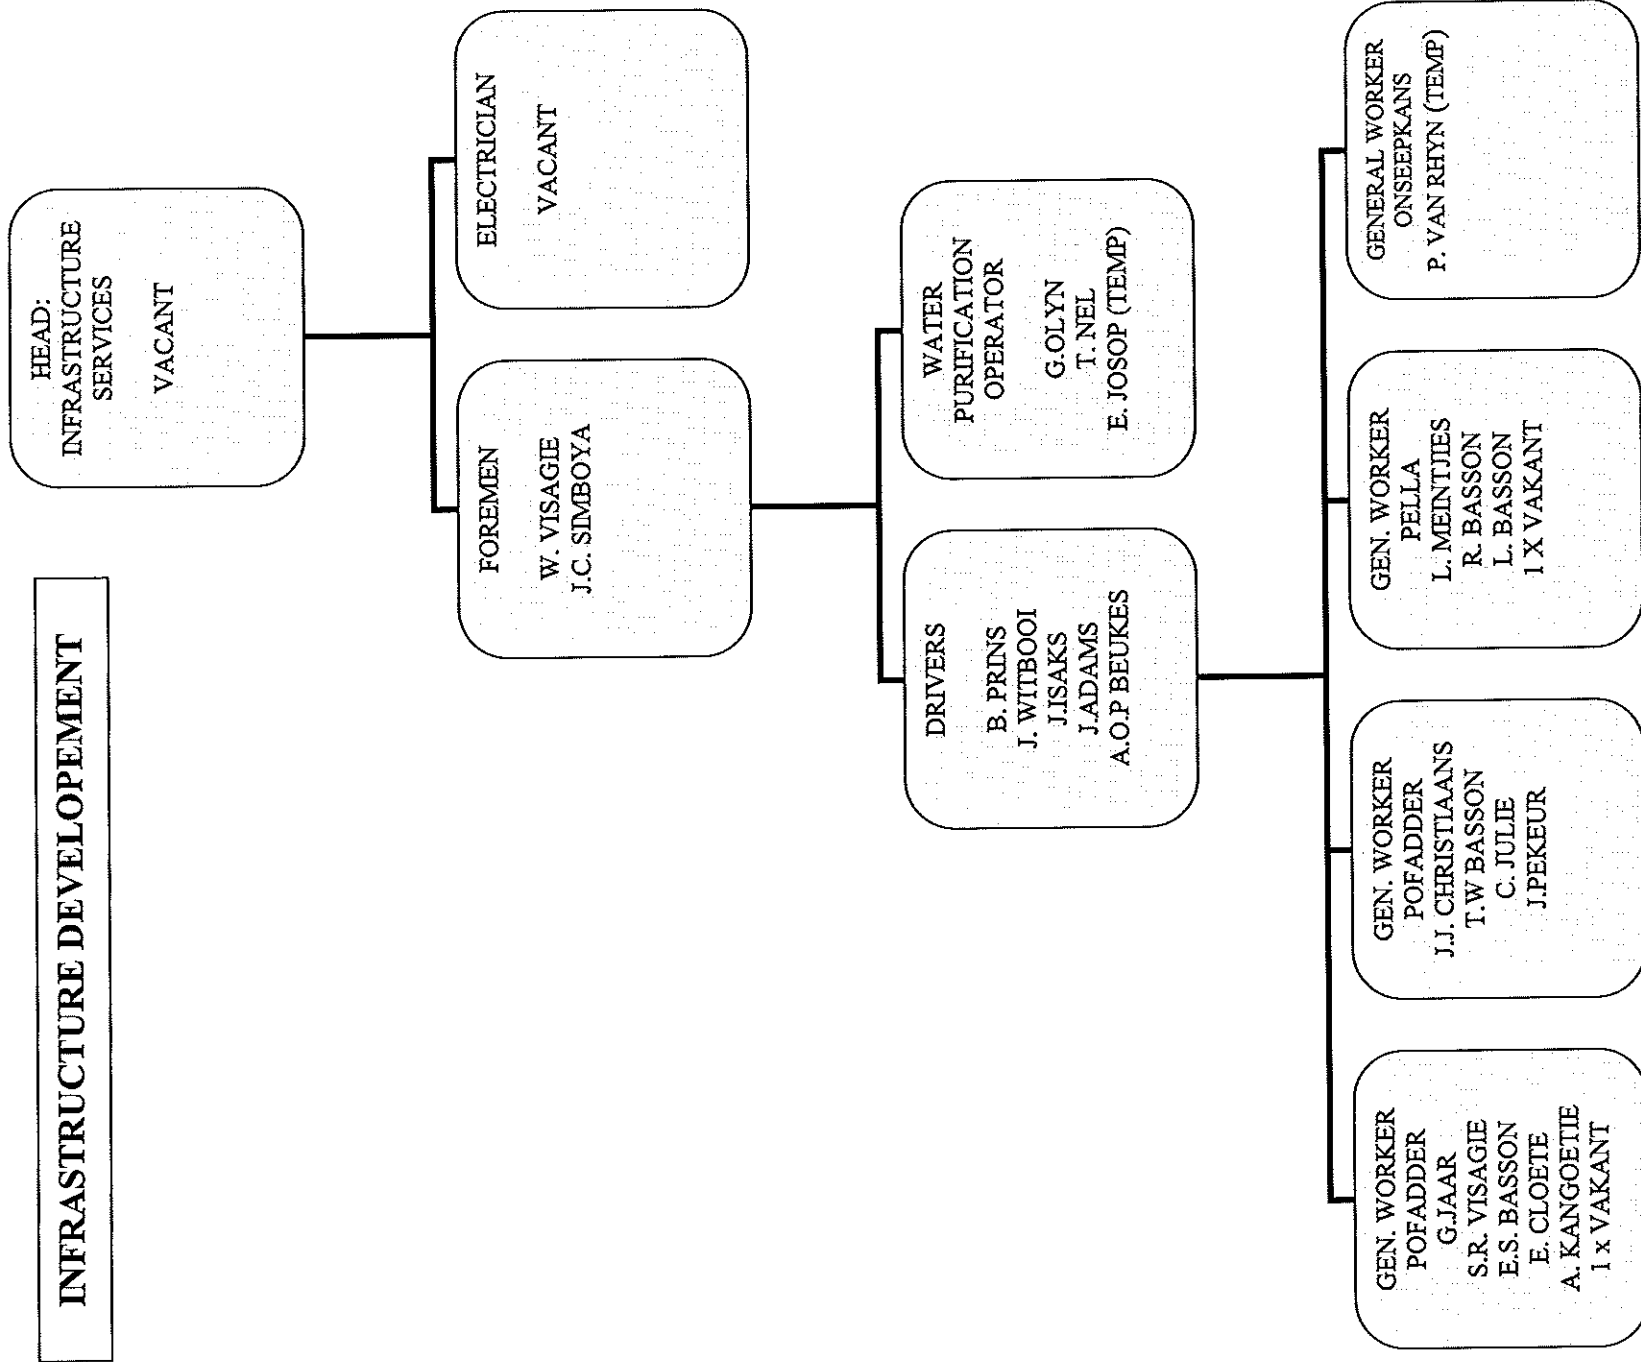 INFRASTRUCTURE DEVELOPEMENT
HEAD:
INFRASTRUCTURE
SERVICES
VACANT
FOREMEN
W. VISAGIE
J.C. SIMBOYA
ELECTRICIAN
VACANT
DRIVERS
B. PRINS
J. WITBOOI
J.ISAKS
J.ADAMS
A.O.P BEUKES
WATER
PURIFICATION
OPERATOR
G.OLYN
T. NEL
E. JOSOP (TEMP)
GEN. WORKER
POFADDER
G.JAAR
S.R. VISAGIE
E.S. BASSON
E. CLOETE
A. KANGOETIE
1 x VAKANT
GEN. WORKER
POFADDER
J.J. CHRISTIAANS
T.W BASSON
C. JULIE
J.PEKEUR
GEN. WORKER
PELLA
L. MEINTJIES
R. BASSON
L. BASSON
1 X VAKANT
GENERAL WORKER
ONSEEPKANS
P. VAN RHYN (TEMP)